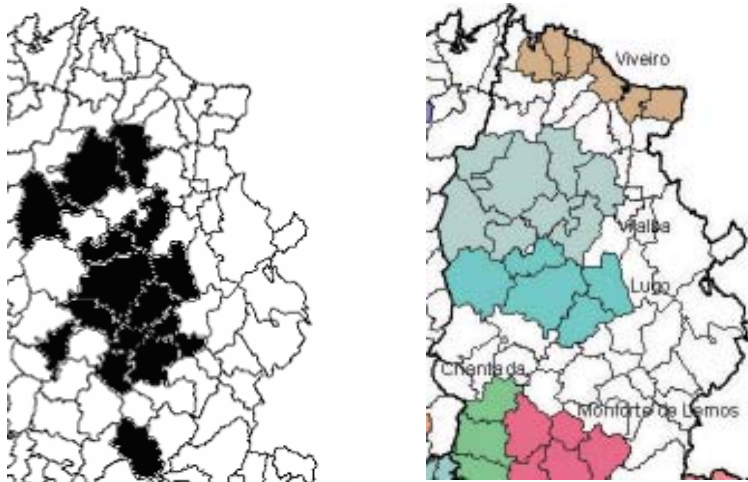 Viveiro
Vilalba
Lugo
Chantada
Monforte de Lemos